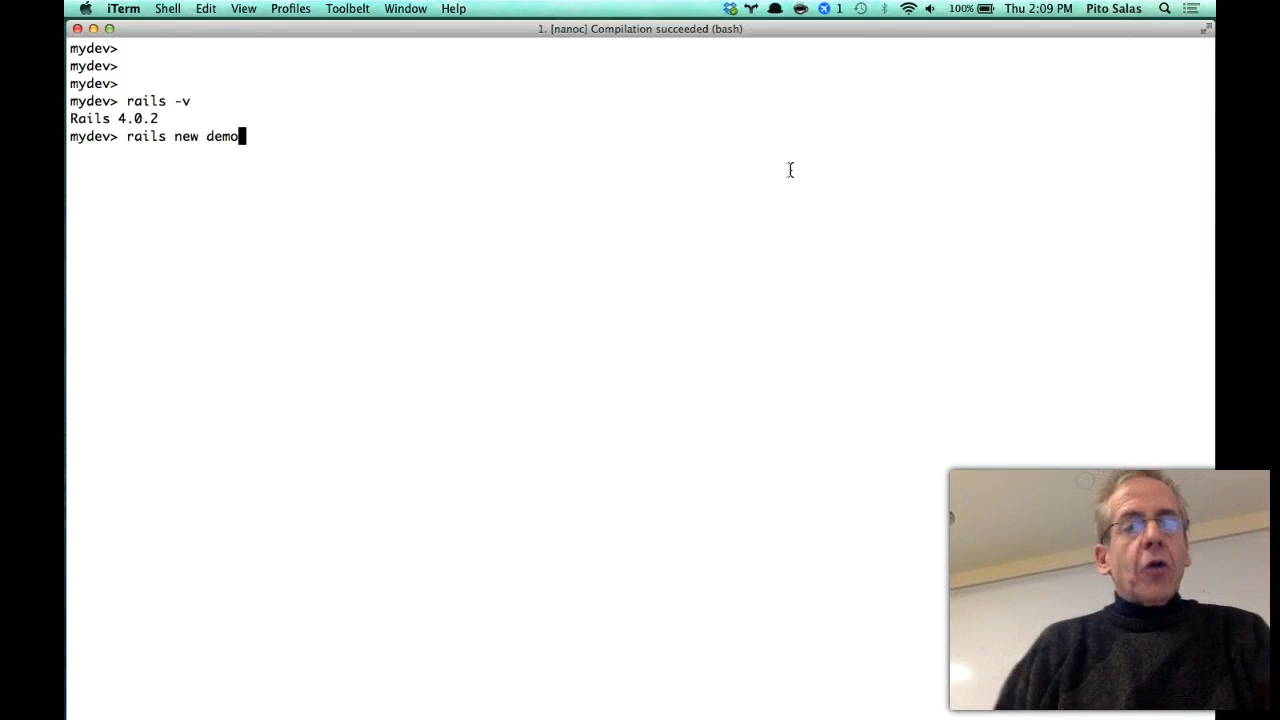 iTerm Shell Edit View Profiles Toolbelt Window Help 1 100% Thu 2:09 PM Pito Salas
1. [nanoc] Compilation succeeded (bash)
mydev>
mydev>
mydev>
mydev> rails -v
Rails 4.0.2
mydev> rails new demo